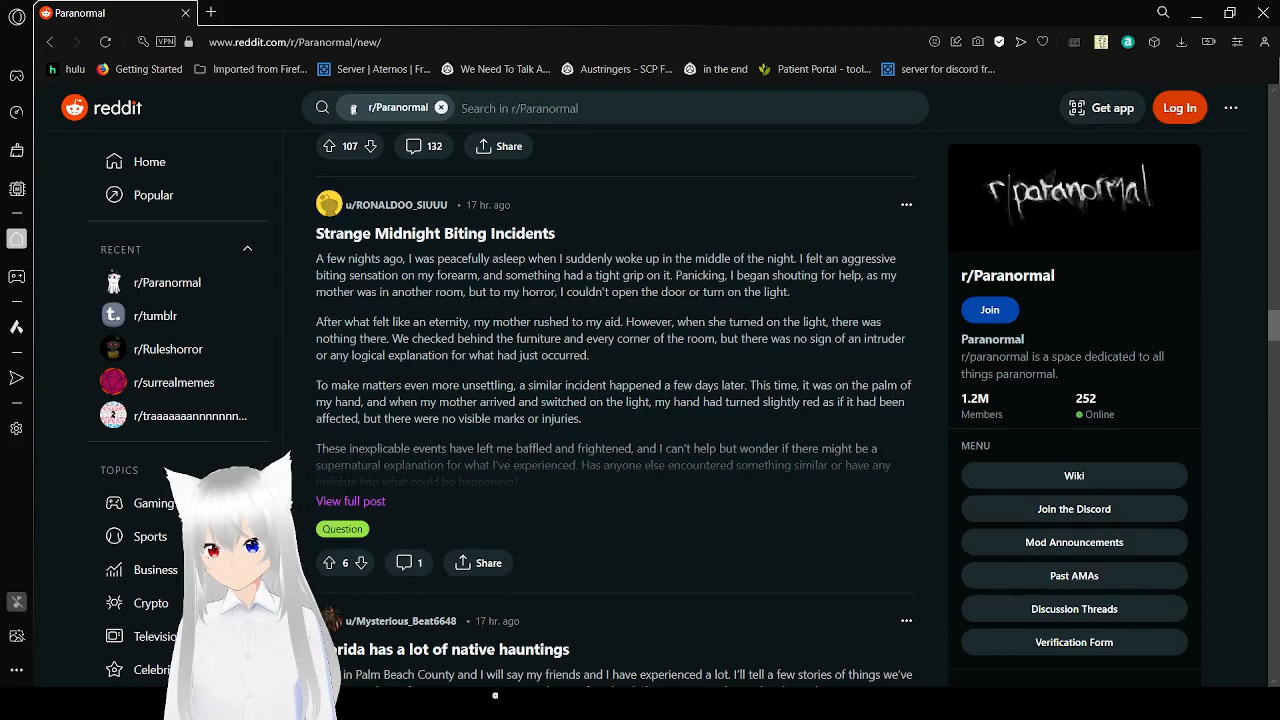 Paranormal
VPN
www.reddit.com/r/Paranormal/new/
hulu
Getting Started
Imported from Firef...
Server | Aternos | Fr...
We Need To Talk A...
Austringers - SCP F...
in the end
Patient Portal - tool...
server for discord fr...
reddit
r/Paranormal
Search in r/Paranormal
Get app
Log In
Home
Popular
RECENT
r/Paranormal
r/tumblr
r/Ruleshorror
r/surrealmemes
r/traaaaaaannnnnnn...
TOPICS
Gaming
Sports
Business
Crypto
Televisio
Celebri
107
132
Share
u/RONALDOO_SIUUU • 17 hr. ago
Strange Midnight Biting Incidents
A few nights ago, I was peacefully asleep when I suddenly woke up in the middle of the night. I felt an aggressive
biting sensation on my forearm, and something had a tight grip on it. Panicking, I began shouting for help, as my
mother was in another room, but to my horror, I couldn't open the door or turn on the light.
After what felt like an eternity, my mother rushed to my aid. However, when she turned on the light, there was
nothing there. We checked behind the furniture and every corner of the room, but there was no sign of an intruder
or any logical explanation for what had just occurred.
To make matters even more unsettling, a similar incident happened a few days later. This time, it was on the palm of
my hand, and when my mother arrived and switched on the light, my hand had turned slightly red as if it had been
affected, but there were no visible marks or injuries.
These inexplicable events have left me baffled and frightened, and I can't help but wonder if there might be a
supernatural explanation for what I've experienced. Has anyone else encountered something similar or have any
insights into what could be happening?
View full post
Question
6
1
Share
u/Mysterious_Beat6648 • 17 hr. ago
orida has a lot of native hauntings
in Palm Beach County and I will say my friends and I have experienced a lot. I'll tell a few stories of things we've
r/paranormal
r/Paranormal
Join
Paranormal
r/paranormal is a space dedicated to all
things paranormal.
1.2M
Members
252
Online
MENU
Wiki
Join the Discord
Mod Announcements
Past AMAs
Discussion Threads
Verification Form